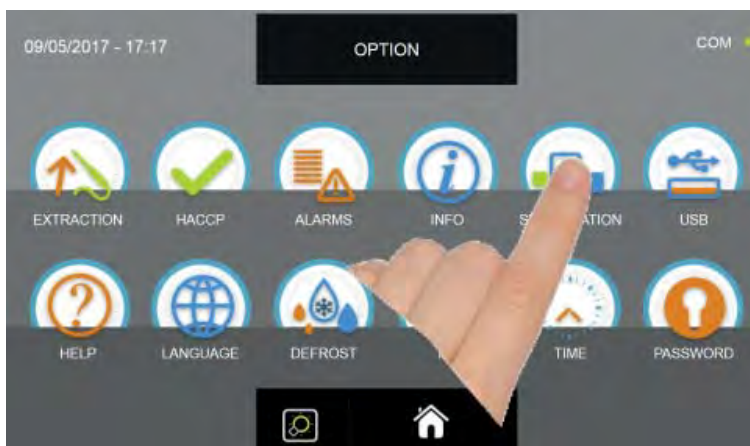 09/05/2017 - 17:17
OPTION
COM
EXTRACTION
HACCP
ALARMS
INFO
USB
HELP
LANGUAGE
DEFROST
TIME
PASSWORD